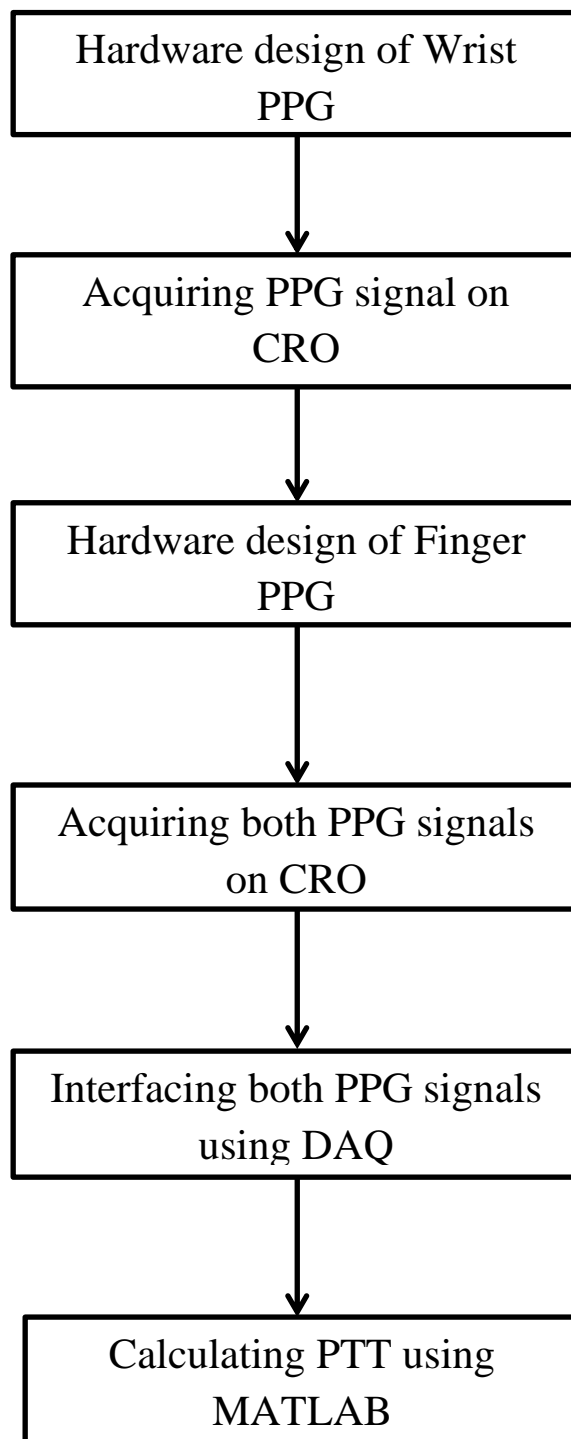 Hardware design of Wrist
PPG
Acquiring PPG signal on
CRO
Hardware design of Finger
PPG
Acquiring both PPG signals
on CRO
Interfacing both PPG signals
using DAQ
Calculating PTT using
MATLAB